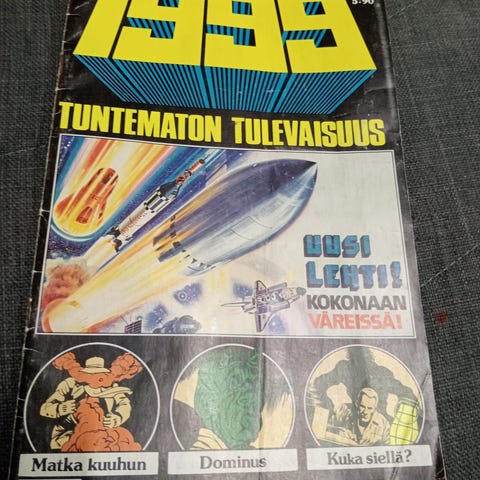 5:90
1999
TUNTEMATON TULEVAISUUS
UUSI
LEHTI!
KOKONAAN
VÄREISSÄ!
Matka kuuhun
Dominus
Kuka siellä?